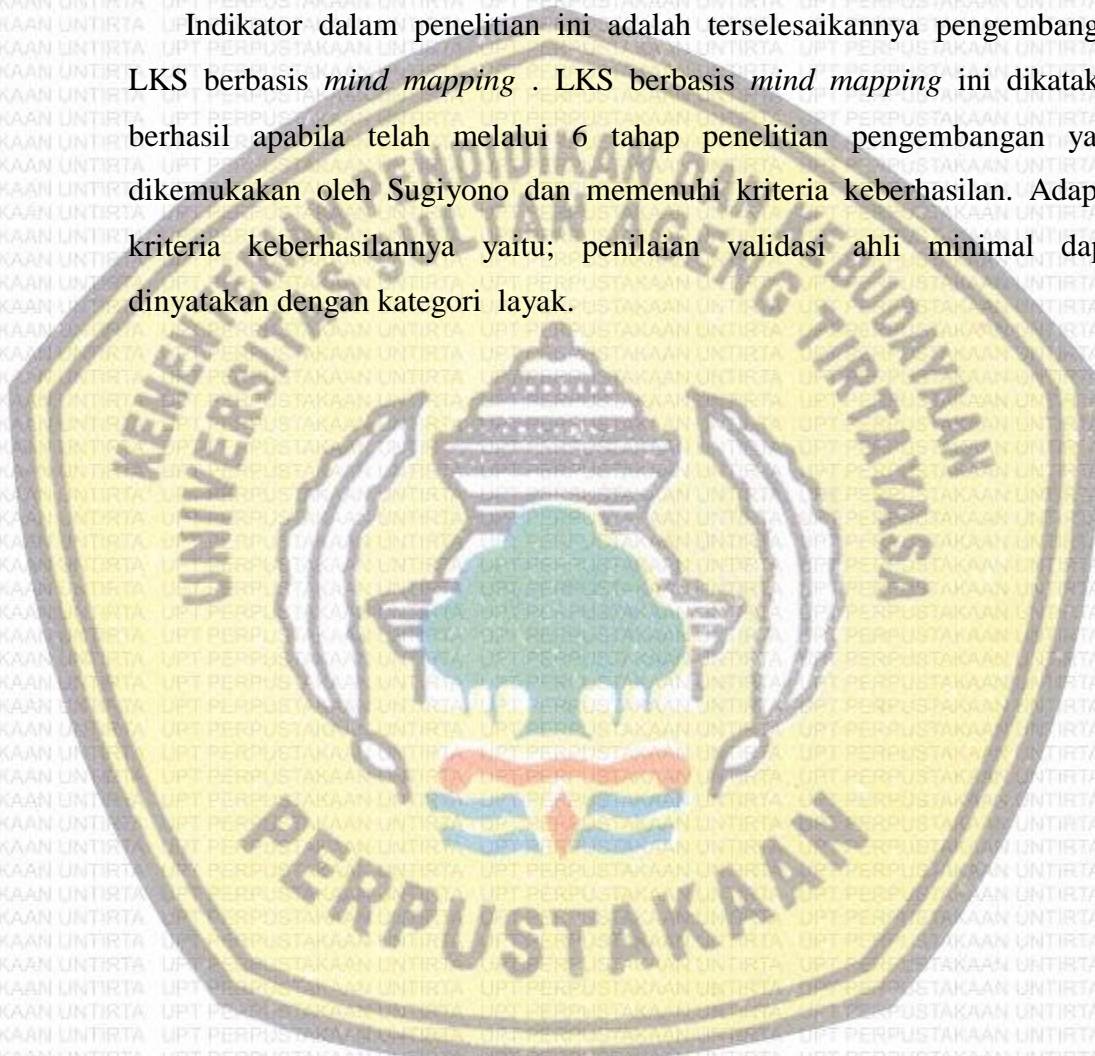 Indikator dalam penelitian ini adalah terselesaikannya pengembang
LKS berbasis mind mapping . LKS berbasis mind mapping ini dikatak
berhasil apabila telah melalui 6 tahap penelitian pengembangan ya
dikemukakan oleh Sugiyono dan memenuhi kriteria keberhasilan. Adap
kriteria keberhasilannya yaitu; penilaian validasi ahli minimal dap
dinyatakan dengan kategori layak.
KEMENTERIAN PENDIDIKAN DAN KEBUDAYAAN
UNIVERSITAS SULTAN AGENG TIRTAYASA
PERPUSTAKAAN